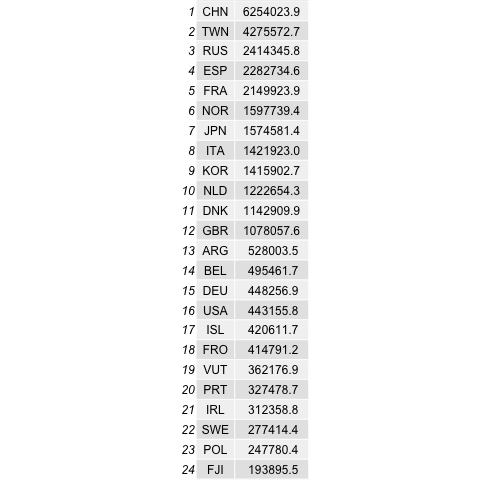 1 CHN 6254023.9
2 TWN 4275572.7
3 RUS 2414345.8
4 ESP 2282734.6
5 FRA 2149923.9
6 NOR 1597739.4
7 JPN 1574581.4
8 ITA 1421923.0
9 KOR 1415902.7
10 NLD 1222654.3
11 DNK 1142909.9
12 GBR 1078057.6
13 ARG 528003.5
14 BEL 495461.7
15 DEU 448256.9
16 USA 443155.8
17 ISL 420611.7
18 FRO 414791.2
19 VUT 362176.9
20 PRT 327478.7
21 IRL 312358.8
22 SWE 277414.4
23 POL 247780.4
24 FJI 193895.5